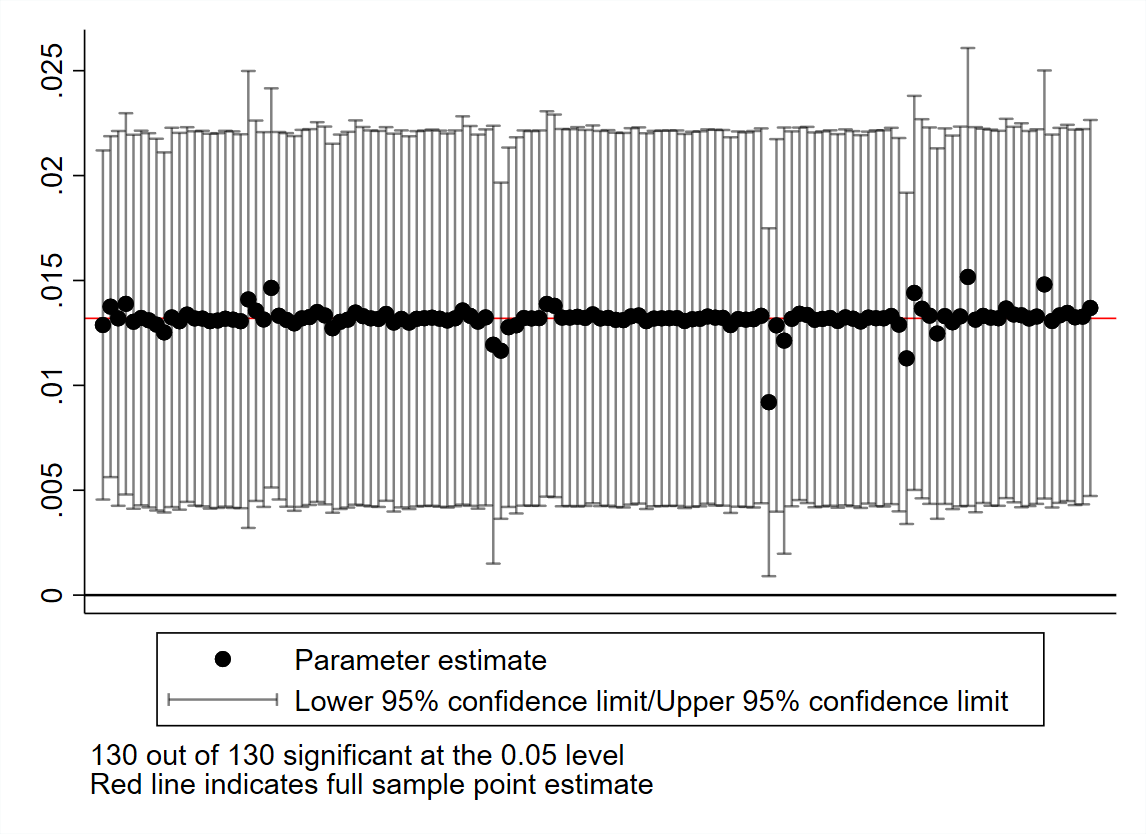 .025
.02
.015
.01
.005
0
Parameter estimate
Lower 95% confidence limit/Upper 95% confidence limit
130 out of 130 significant at the 0.05 level
Red line indicates full sample point estimate